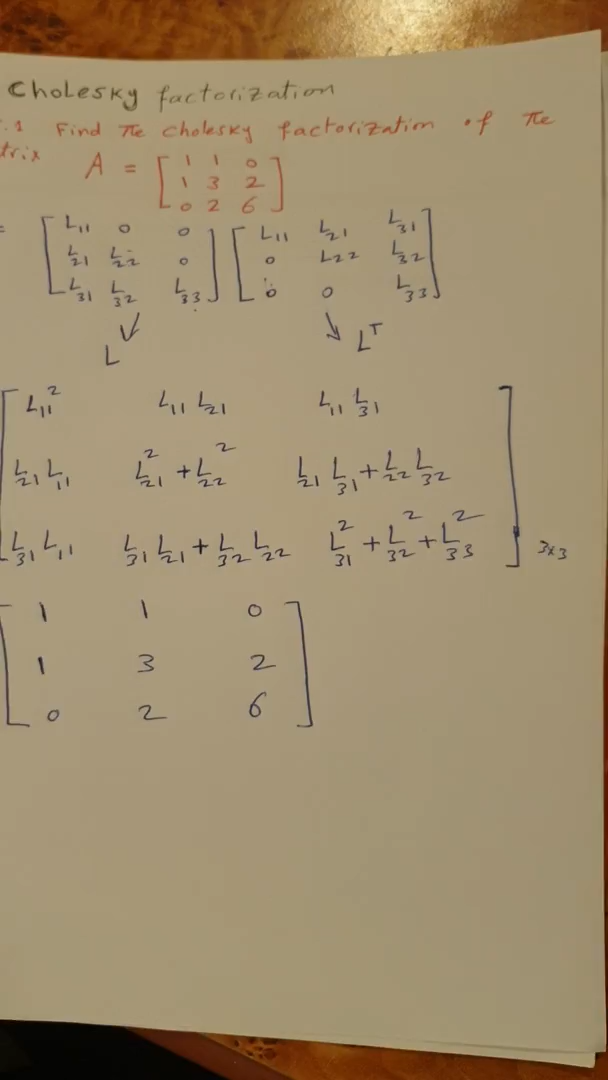 Cholesky factorization
.1 Find the cholesky factorization of the
trix A = [ 1 1 0
1 3 2
0 2 6 ]
= [ L11 0 0 ] [ L11 L21 L31 ]
[ L21 L22 0 ] [ 0 L22 L32 ]
[ L31 L32 L33 ] [ 0 0 L33 ]
L L^T
[ L11^2 L11 L21 L11 L31 ]
L21 L11 L21^2 + L22^2 L21 L31 + L22 L32
L31 L11 L31 L21 + L32 L22 L31^2 + L32^2 + L33^2 ] 3x3
[ 1 1 0 ]
1 3 2
0 2 6